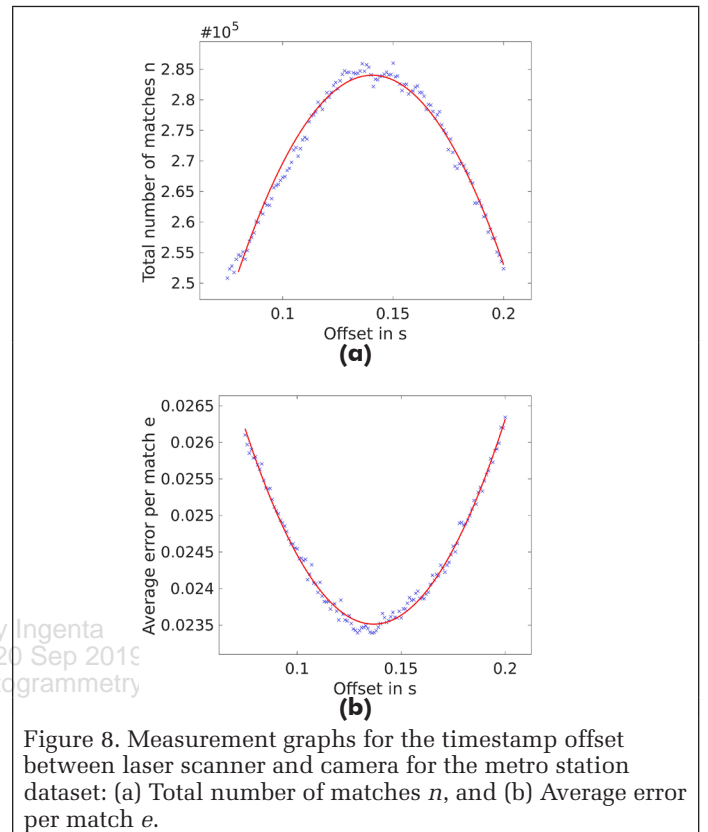 #10⁵
2.85
2.8
2.75
2.7
2.65
2.6
2.55
2.5
Total number of matches n
0.1
0.15
0.2
Offset in s
(a)
0.0265
0.026
0.0255
0.025
0.0245
0.024
0.0235
Average error per match e
0.1
0.15
0.2
Offset in s
(b)
y Ingenta
20 Sep 2019
togrammetry
Figure 8. Measurement graphs for the timestamp offset
between laser scanner and camera for the metro station
dataset: (a) Total number of matches n, and (b) Average error
per match e.